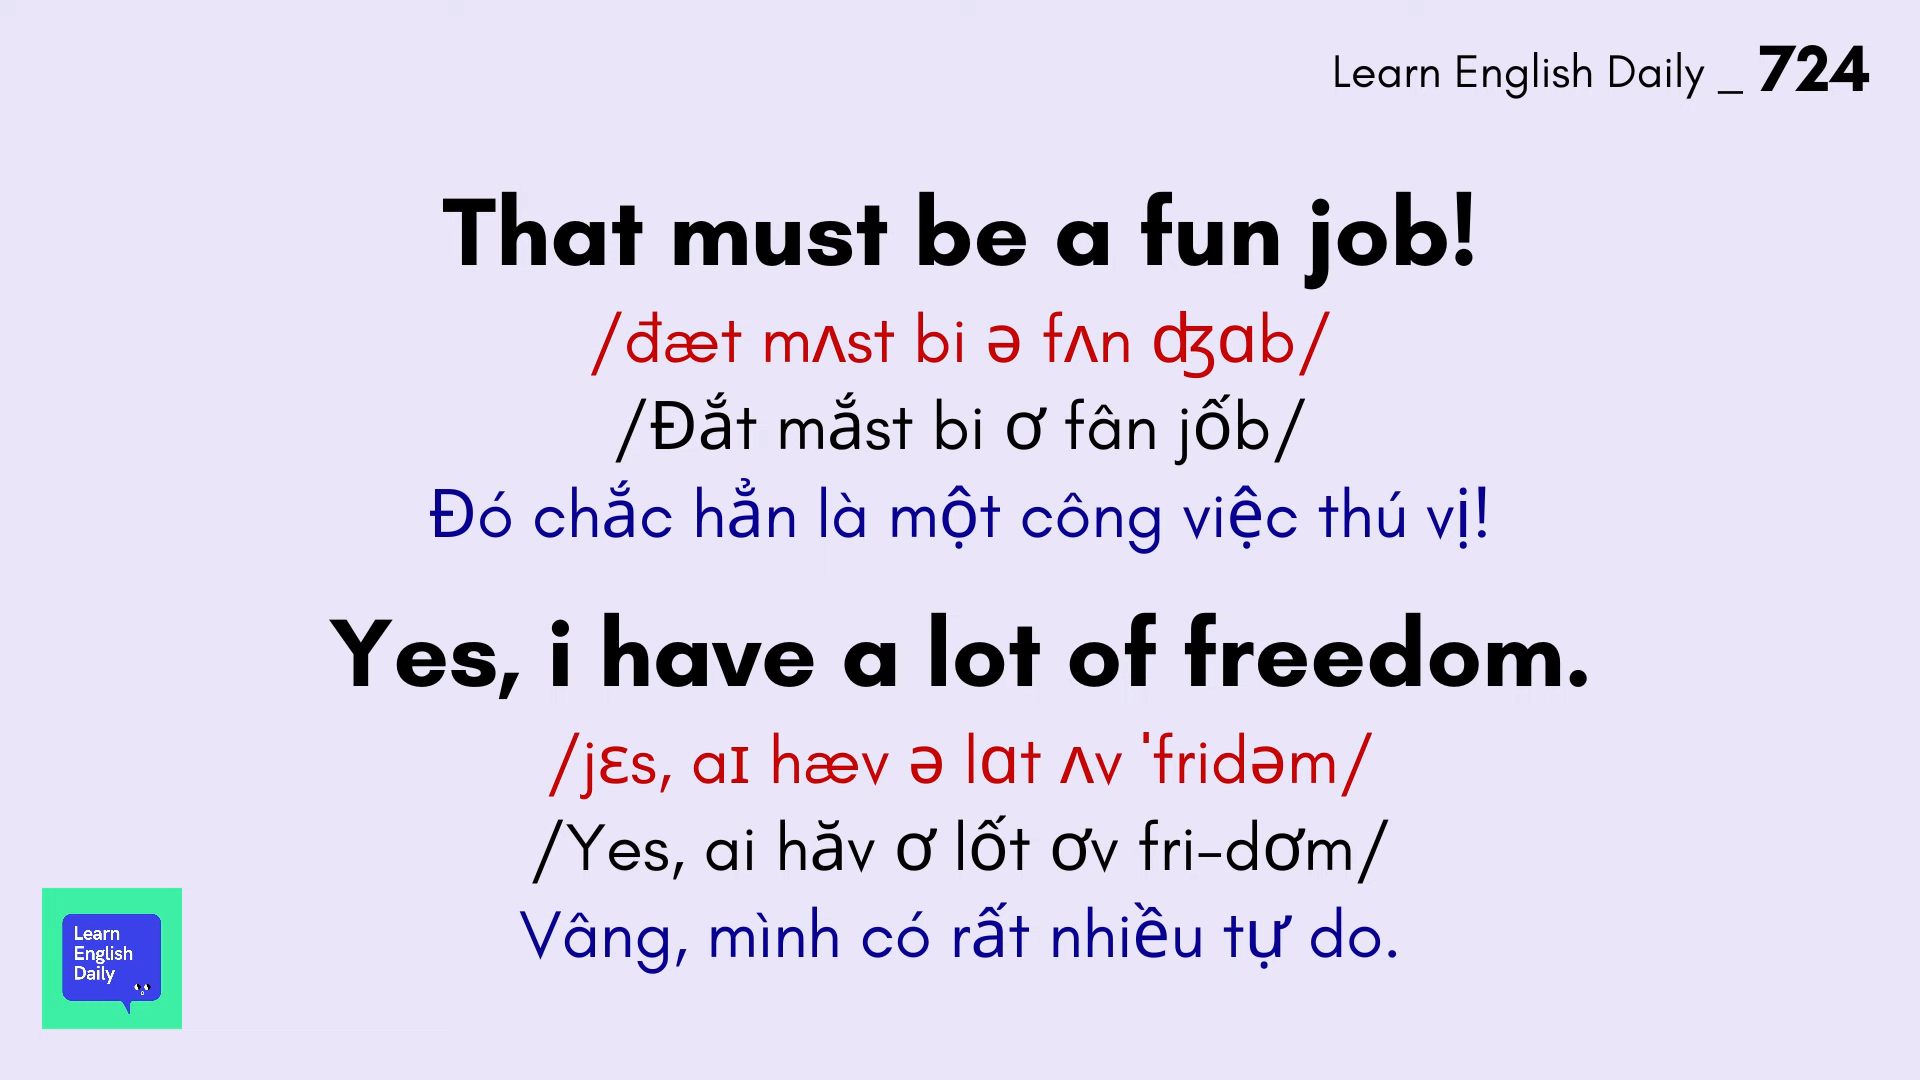 Learn English Daily _ 724
That must be a fun job!
/đæt mʌst bi ə fʌn ʤɑb/
/Đắt mắst bi ơ fân jốb/
Đó chắc hẳn là một công việc thú vị!
Yes, i have a lot of freedom.
/jɛs, aɪ hæv ə lɑt ʌv ˈfridəm/
/Yes, ai hăv ơ lốt ơv fri-dơm/
Vâng, mình có rất nhiều tự do.
Learn
English
Daily